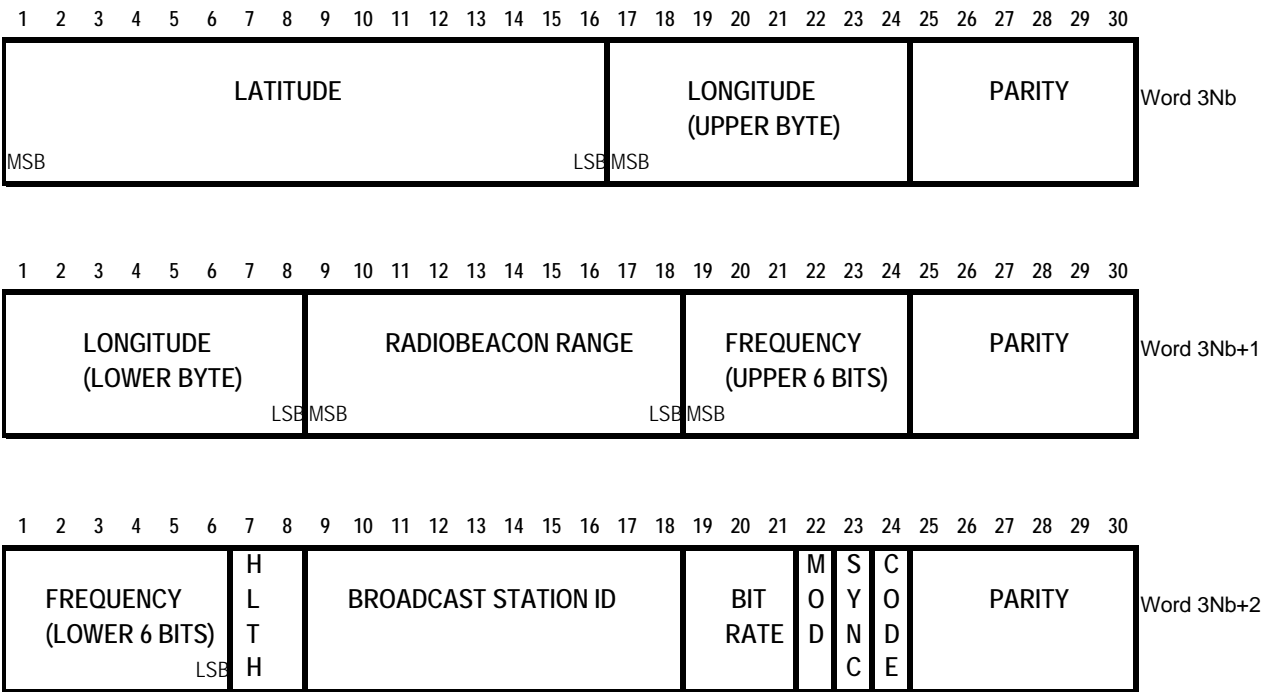 1 2 3 4 5 6 7 8 9 10 11 12 13 14 15 16 17 18 19 20 21 22 23 24 25 26 27 28 29 30
LATITUDE LONGITUDE PARITY Word 3Nb
(UPPER BYTE)
MSB LSB MSB
1 2 3 4 5 6 7 8 9 10 11 12 13 14 15 16 17 18 19 20 21 22 23 24 25 26 27 28 29 30
LONGITUDE RADIOBEACON RANGE FREQUENCY PARITY Word 3Nb+1
(LOWER BYTE) (UPPER 6 BITS)
LSB MSB LSB MSB
1 2 3 4 5 6 7 8 9 10 11 12 13 14 15 16 17 18 19 20 21 22 23 24 25 26 27 28 29 30
H M S C
FREQUENCY L BROADCAST STATION ID BIT O Y O PARITY Word 3Nb+2
(LOWER 6 BITS) T RATE D N D
LSB H C E